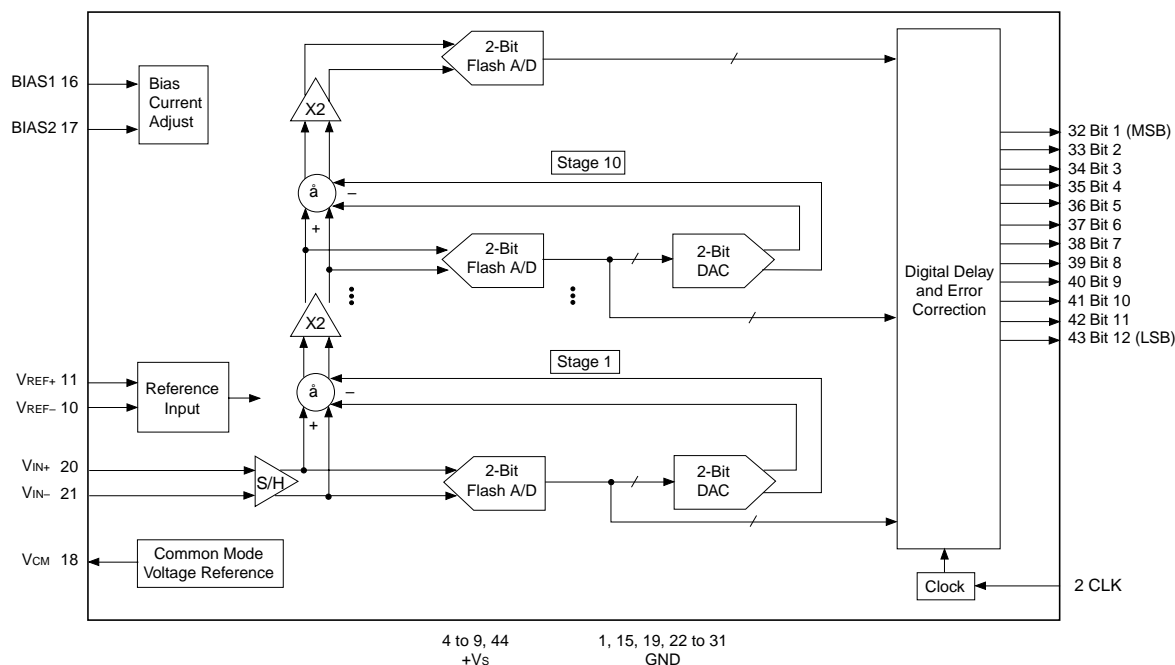 2-Bit
Flash A/D
BIAS1 16
BIAS2 17
Bias
Current
Adjust
X2
Stage 10
å
–
+
2-Bit
Flash A/D
2-Bit
DAC
X2
Stage 1
å
–
+
VREF+ 11
VREF– 10
Reference
Input
VIN+ 20
VIN– 21
S/H
2-Bit
Flash A/D
2-Bit
DAC
VCM 18
Common Mode
Voltage Reference
Digital Delay
and Error
Correction
Clock
32 Bit 1 (MSB)
33 Bit 2
34 Bit 3
35 Bit 4
36 Bit 5
37 Bit 6
38 Bit 7
39 Bit 8
40 Bit 9
41 Bit 10
42 Bit 11
43 Bit 12 (LSB)
2 CLK
4 to 9, 44
+VS
1, 15, 19, 22 to 31
GND